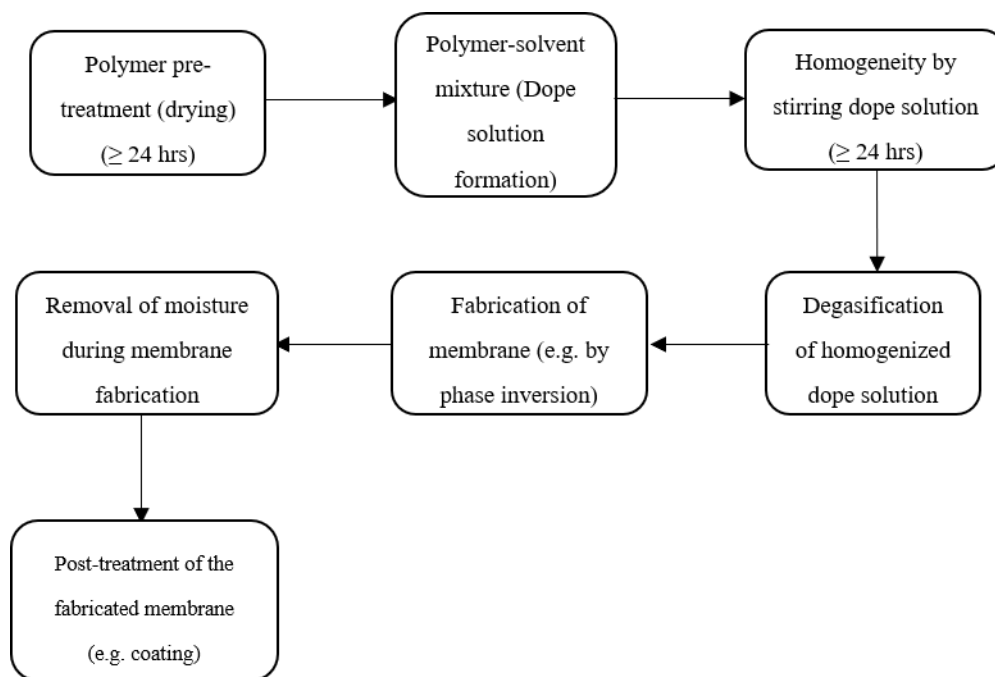 Polymer pre-
treatment (drying)
(≥ 24 hrs)
Polymer-solvent
mixture (Dope
solution
formation)
Homogeneity by
stirring dope solution
(≥ 24 hrs)
Degasification
of homogenized
dope solution
Fabrication of
membrane (e.g. by
phase inversion)
Removal of moisture
during membrane
fabrication
Post-treatment of the
fabricated membrane
(e.g. coating)